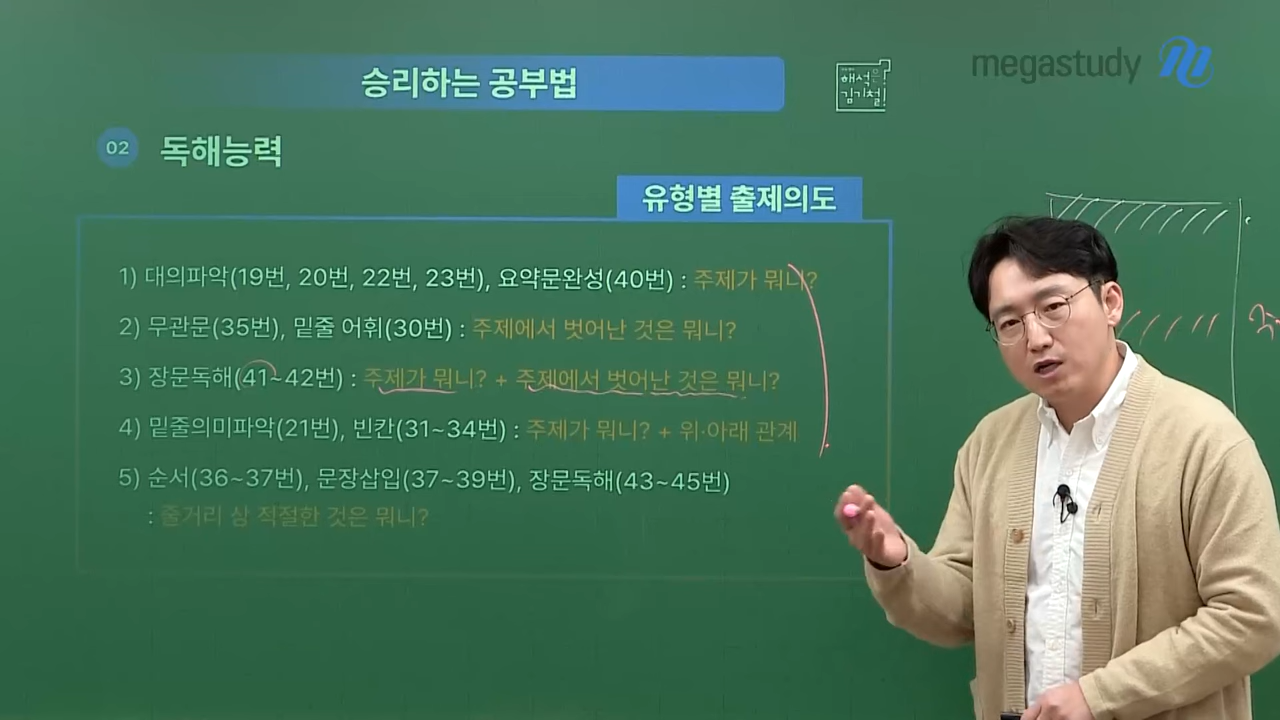 megastudy
승리하는 공부법
해석은?
김기철!
02 독해능력
유형별 출제의도
1) 대의파악(19번, 20번, 22번, 23번), 요약문완성(40번) : 주제가 뭐니?
2) 무관문(35번), 밑줄 어휘(30번) : 주제에서 벗어난 것은 뭐니?
3) 장문독해(41~42번) : 주제가 뭐니? + 주제에서 벗어난 것은 뭐니?
4) 밑줄의미파악(21번), 빈칸(31~34번) : 주제가 뭐니? + 위·아래 관계
5) 순서(36~37번), 문장삽입(37~39번), 장문독해(43~45번)
: 줄거리 상 적절한 것은 뭐니?